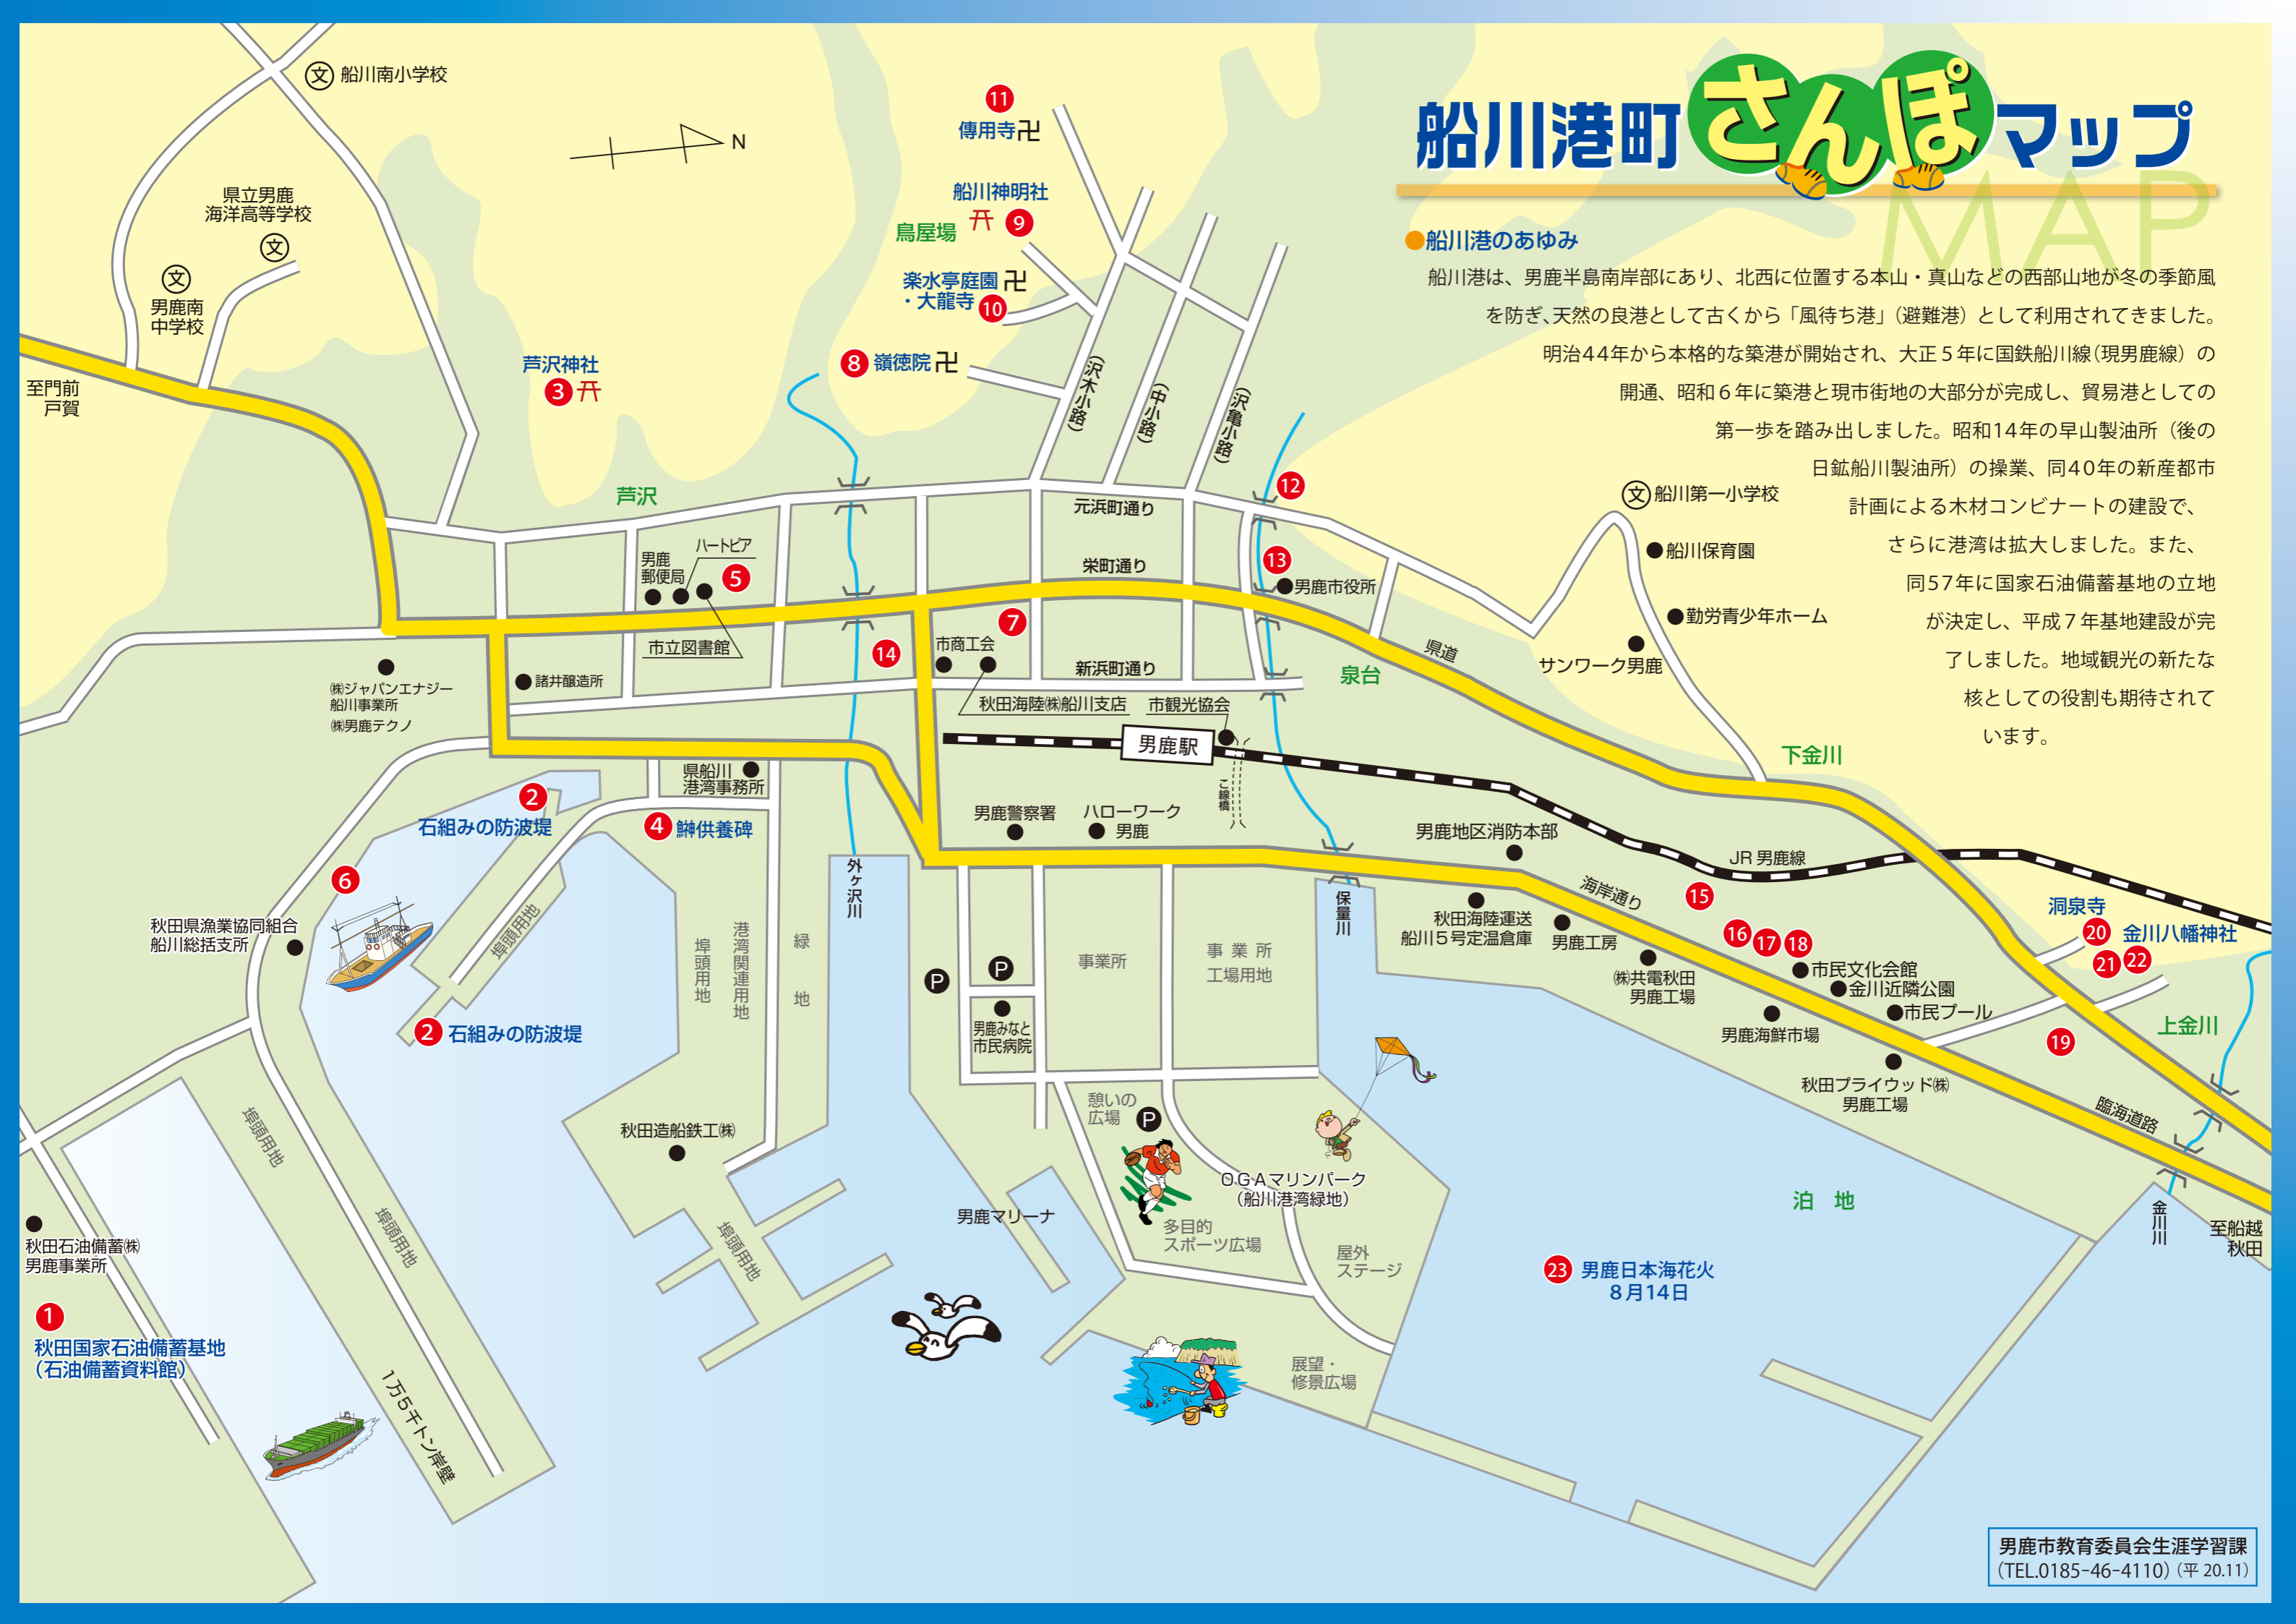 船川港町さんぽマップ
MAP
●船川港のあゆみ
船川港は、男鹿半島南岸部にあり、北西に位置する本山・真山などの西部山地が冬の季節風
を防ぎ、天然の良港として古くから「風待ち港」（避難港）として利用されてきました。
明治44年から本格的な築港が開始され、大正５年に国鉄船川線（現男鹿線）の
開通、昭和６年に築港と現市街地の大部分が完成し、貿易港としての
第一歩を踏み出しました。昭和14年の早山製油所（後の
日鉱船川製油所）の操業、同40年の新産都市
計画による木材コンビナートの建設で、
さらに港湾は拡大しました。また、
同57年に国家石油備蓄基地の立地
が決定し、平成７年基地建設が完
了しました。地域観光の新たな
核としての役割も期待されて
います。
文 船川南小学校
N
県立男鹿
海洋高等学校
文
文
男鹿南
中学校
至門前
戸賀
11
傳用寺卍
船川神明社
9
鳥屋場
楽水亭庭園卍
・大龍寺 10
8 嶺徳院卍
芦沢神社
3
（沢木小路）
（中小路）
（沢亀小路）
芦沢
元浜町通り
12
栄町通り
13
男鹿市役所
ハートピア
男鹿
郵便局
5
市立図書館
7
14
市商工会
新浜町通り
秋田海陸㈱船川支店
市観光協会
男鹿駅
こ線橋
泉台
県道
文 船川第一小学校
船川保育園
勤労青少年ホーム
サンワーク男鹿
下金川
㈱ジャパンエナジー
船川事業所
㈱男鹿テクノ
諸井醸造所
県船川
港湾事務所
2
石組みの防波堤
4 鰰供養碑
6
秋田県漁業協同組合
船川総括支所
埠頭用地
2 石組みの防波堤
外ヶ沢川
男鹿警察署
ハローワーク
男鹿
保量川
男鹿地区消防本部
JR 男鹿線
海岸通り
15
16
17
18
秋田海陸運送
船川５号定温倉庫
男鹿工房
㈱共電秋田
男鹿工場
市民文化会館
金川近隣公園
市民プール
男鹿海鮮市場
秋田プライウッド㈱
男鹿工場
洞泉寺
20
金川八幡神社
21
22
上金川
19
臨海道路
金川川
至船越
秋田
埠頭用地
港湾関連用地
緑地
P
P
男鹿みなと
市民病院
事業所
事業所
工場用地
憩いの
広場
P
OGAマリンパーク
（船川港湾緑地）
多目的
スポーツ広場
屋外
ステージ
展望・
修景広場
男鹿マリーナ
秋田造船鉄工㈱
埠頭用地
埠頭用地
埠頭用地
1万5千トン岸壁
秋田石油備蓄㈱
男鹿事業所
1
秋田国家石油備蓄基地
（石油備蓄資料館）
泊 地
23 男鹿日本海花火
８月14日
男鹿市教育委員会生涯学習課
（TEL.0185-46-4110）（平 20.11）